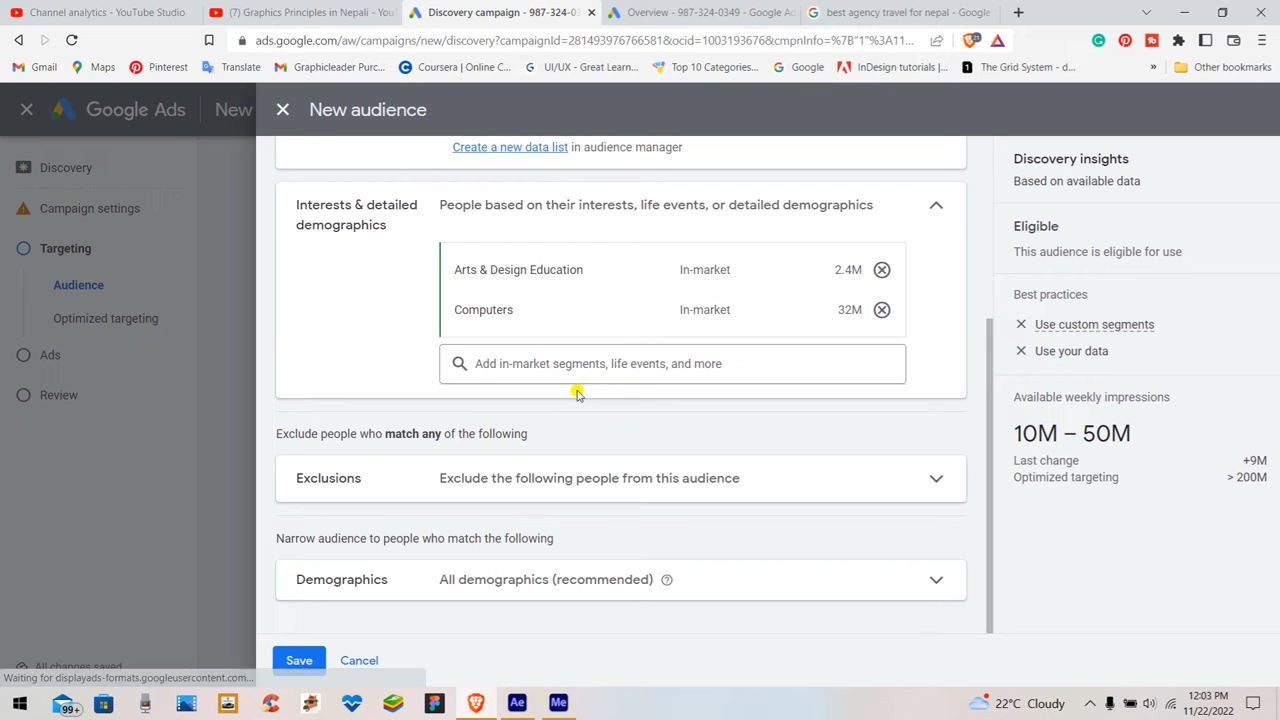 Channel analytics - YouTube Studio
(7) Graphics Principles in Nepali - You
Discovery campaign - 987-324-03
Overview - 987-324-0349 - Google Ad
best agency travel for nepal - Google
ads.google.com/aw/campaigns/new/discovery?campaignId=281493976766581&ocid=1003193676&cmpnInfo=%7B"1"%3A11...
Gmail
Maps
Pinterest
Translate
Graphicleader Purc...
Coursera | Online C...
UI/UX - Great Learn...
Top 10 Categories...
Google
InDesign tutorials |...
The Grid System - d...
»
Other bookmarks
Google Ads
New
New audience
Discovery
Campaign settings
Targeting
Audience
Optimized targeting
Ads
Review
All changes saved
Create a new data list in audience manager
Interests & detailed
demographics
People based on their interests, life events, or detailed demographics
Arts & Design Education In-market 2.4M
Computers In-market 32M
Add in-market segments, life events, and more
Exclude people who match any of the following
Exclusions Exclude the following people from this audience
Narrow audience to people who match the following
Demographics All demographics (recommended)
Save
Cancel
Discovery insights
Based on available data
Eligible
This audience is eligible for use
Best practices
Use custom segments
Use your data
Available weekly impressions
10M – 50M
Last change +9M
Optimized targeting > 200M
Waiting for displayads-formats.googleusercontent.com...
99+
Ae
Me
22°C Cloudy
12:03 PM
11/22/2022